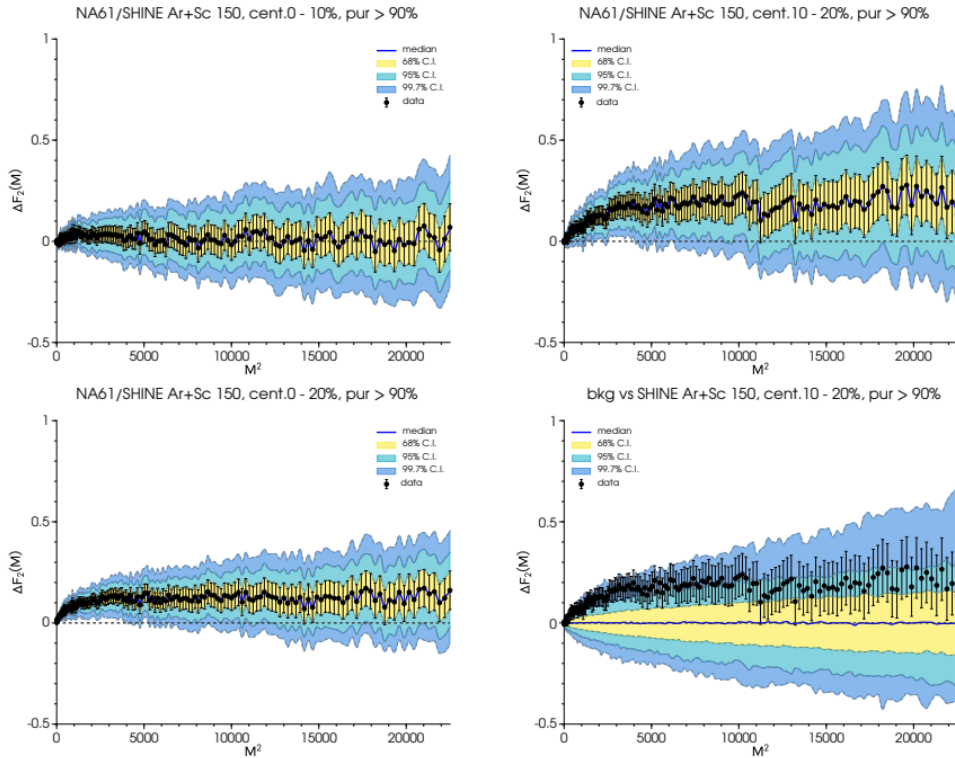 NA61/SHINE Ar+Sc 150, cent.0 - 10%, pur > 90%
1
median
68% C.I.
95% C.I.
99.7% C.I.
data
0.5
ΔF₂(M)
0
-0.5
0 5000 10000 15000 20000
M²
NA61/SHINE Ar+Sc 150, cent.10 - 20%, pur > 90%
1
median
68% C.I.
95% C.I.
99.7% C.I.
data
0.5
ΔF₂(M)
0
-0.5
0 5000 10000 15000 20000
M²
NA61/SHINE Ar+Sc 150, cent.0 - 20%, pur > 90%
1
median
68% C.I.
95% C.I.
99.7% C.I.
data
0.5
ΔF₂(M)
0
-0.5
0 5000 10000 15000 20000
M²
bkg vs SHINE Ar+Sc 150, cent.10 - 20%, pur > 90%
1
median
68% C.I.
95% C.I.
99.7% C.I.
data
0.5
ΔF₂(M)
0
-0.5
0 5000 10000 15000 20000
M²